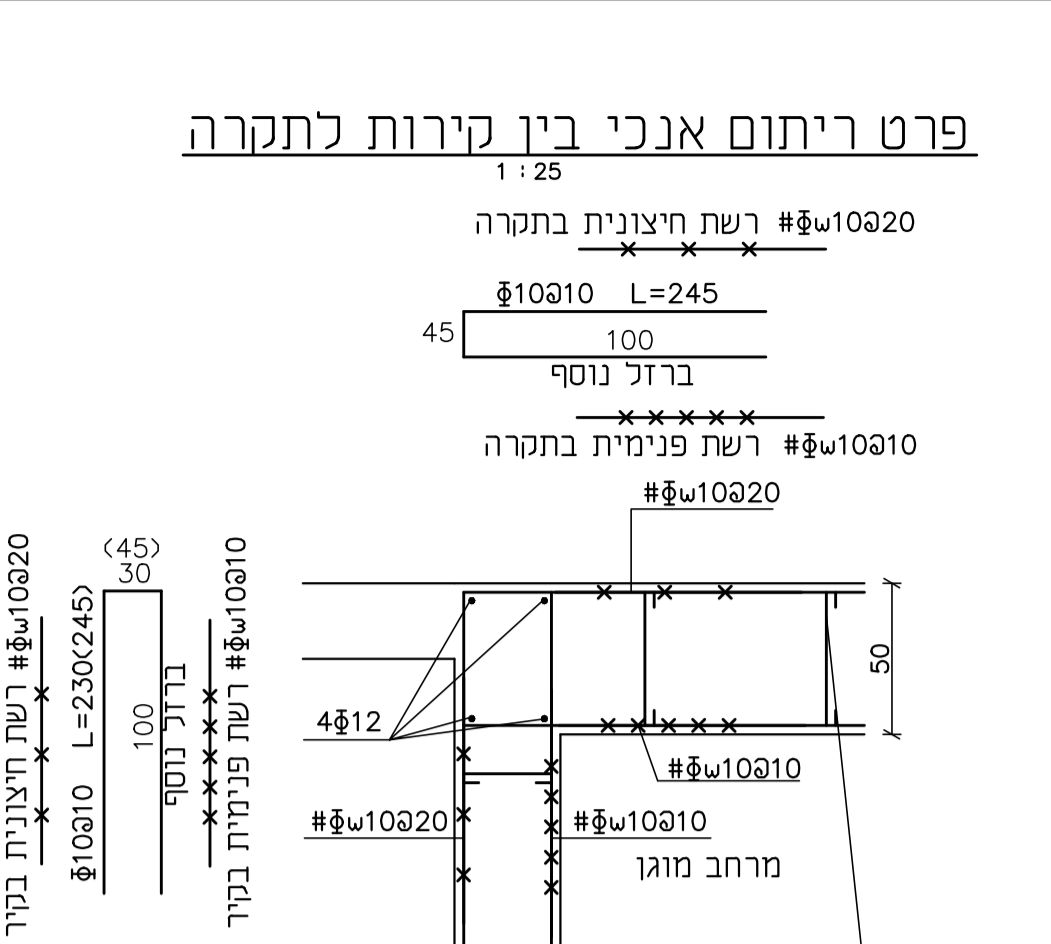 פרט ריתום אנכי בין קירות לתקרה
1 : 25
רשת חיצונית בתקרה #Φω10@20
Φ10@10 L=245
45
100
ברזל נוסף
רשת פנימית בתקרה #Φω10@10
#Φω10@20
רשת חיצונית בקיר #Φω10@20
Φ10@10 L=230(245)
(45)
30
100
ברזל נוסף
רשת פנימית בקיר #Φω10@10
50
4Φ12
#Φω10@10
#Φω10@20
#Φω10@10
מרחב מוגן